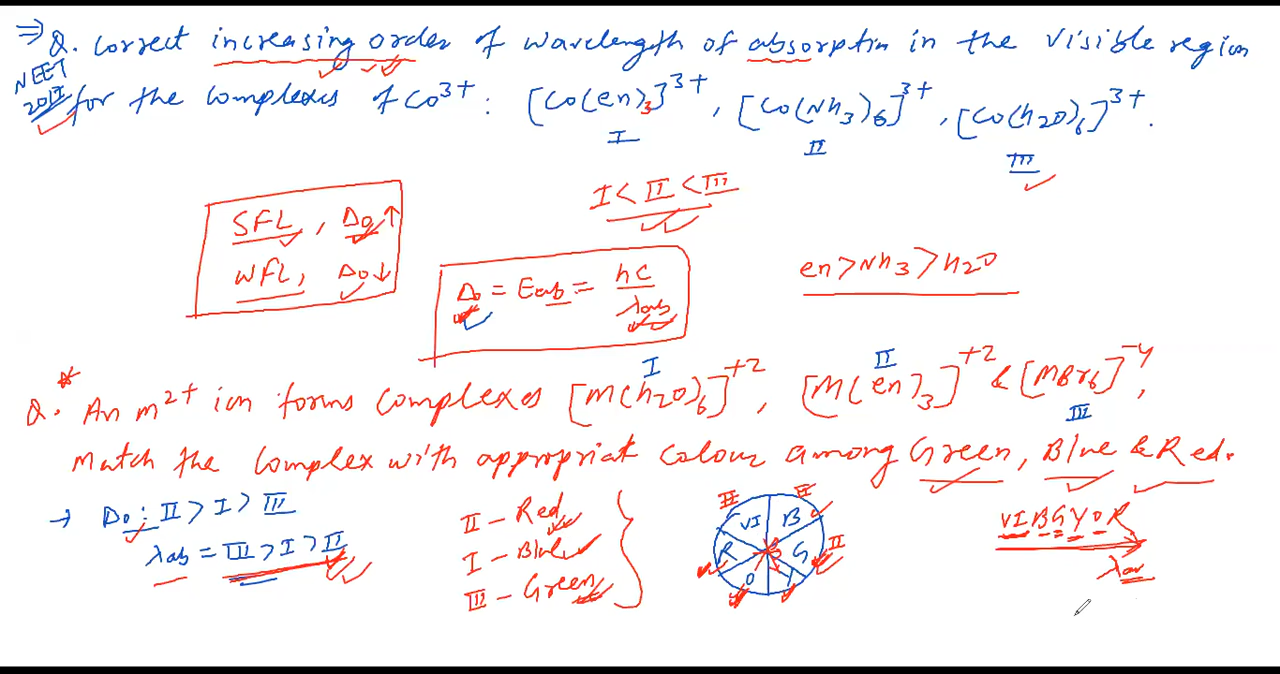 ⇒ Q. Correct increasing order of wavelength of absorptin in the visible region
NEET
2017
for the complexes of Co³⁺ : [Co(en)₃]³⁺, [Co(NH₃)₆]³⁺, [Co(H₂O)₆]³⁺.
I II III
I < II < III
SFL, Δo↑
WFL, Δo↓
Δo = Eab = hc/λab
en > NH₃ > H₂O
I II III
Q. An M²⁺ ion forms complexes [M(H₂O)₆]⁺², [M(en)₃]⁺² & [MBr₆]⁻⁴,
Match the complex with appropriat colour among Green, Blue & Red.
→ Δo : II > I > III
λab = III > I > II
II – Red
I – Blue
III – Green
VI B G Y O R
VIBGYOR